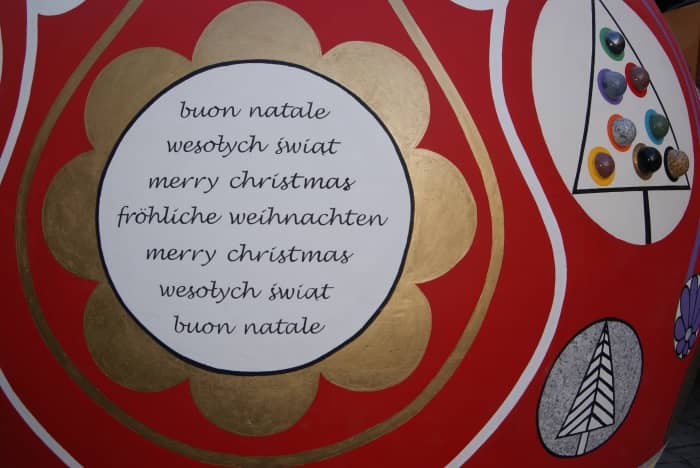 buon natale
wesołych świąt
merry christmas
fröhliche weihnachten
merry christmas
wesołych świąt
buon natale